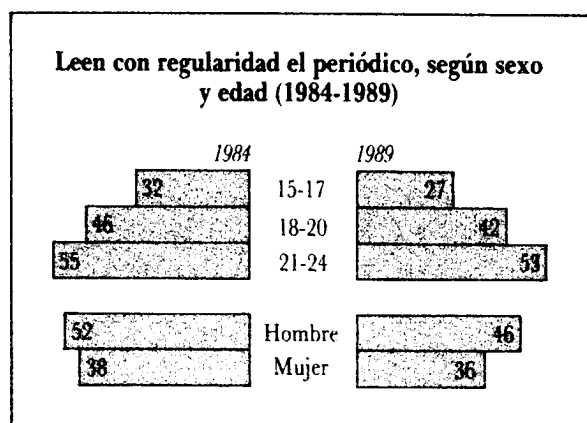 Leen con regularidad el periódico, según sexo
y edad (1984-1989)
1984 1989
32 15-17 27
46 18-20 42
55 21-24 53
52 Hombre 46
38 Mujer 36